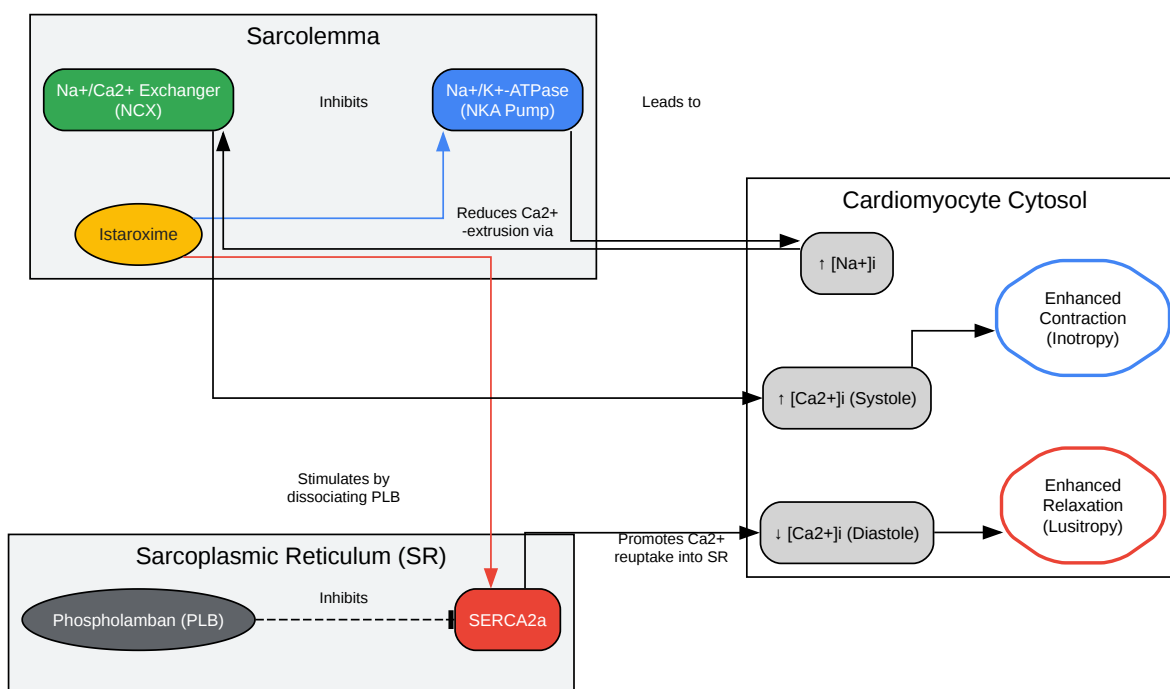 Sarcolemma
Na+/Ca2+ Exchanger
(NCX)
Inhibits
Na+/K+-ATPase
(NKA Pump)
Leads to
Istaroxime
Reduces Ca2+
-extrusion via
Cardiomyocyte Cytosol
↑ [Na+]i
Enhanced
Contraction
(Inotropy)
↑ [Ca2+]i (Systole)
Stimulates by
dissociating PLB
Enhanced
Relaxation
(Lusitropy)
↓ [Ca2+]i (Diastole)
Promotes Ca2+
reuptake into SR
Sarcoplasmic Reticulum (SR)
Phospholamban (PLB)
Inhibits
SERCA2a